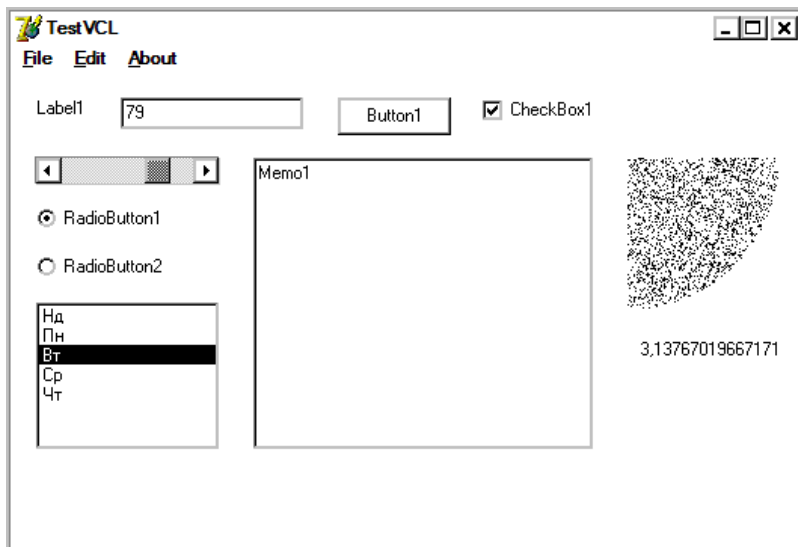 TestVCL
File Edit About
Label1 79 Button1 CheckBox1
Memo1
RadioButton1
RadioButton2
Нд
Пн
Вт
Ср
Чт
3,13767019667171